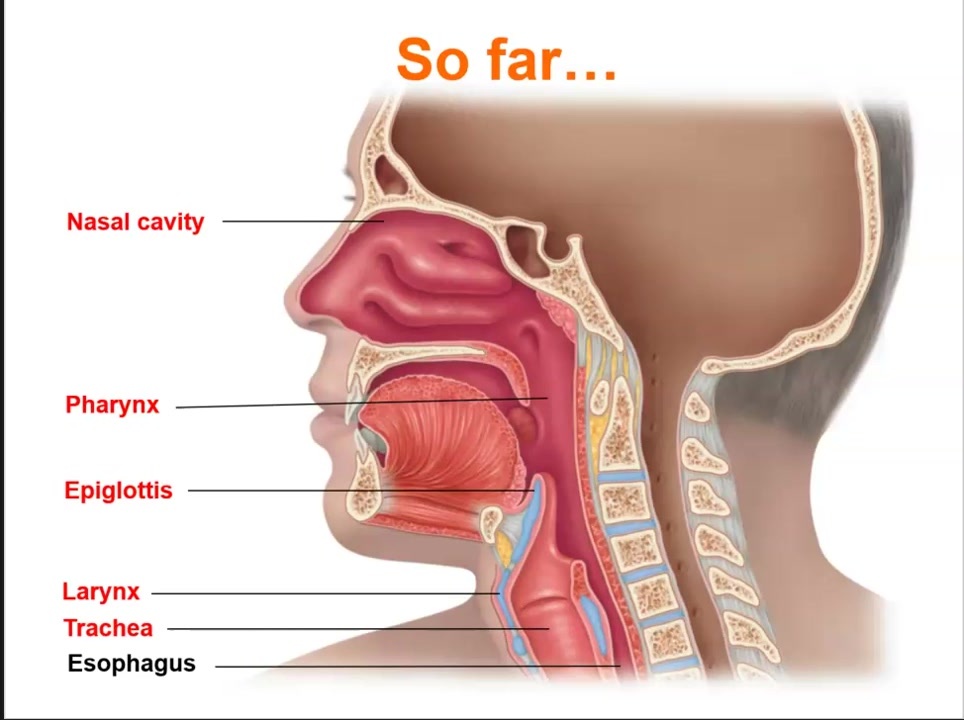 So far…
Nasal cavity
Pharynx
Epiglottis
Larynx
Trachea
Esophagus